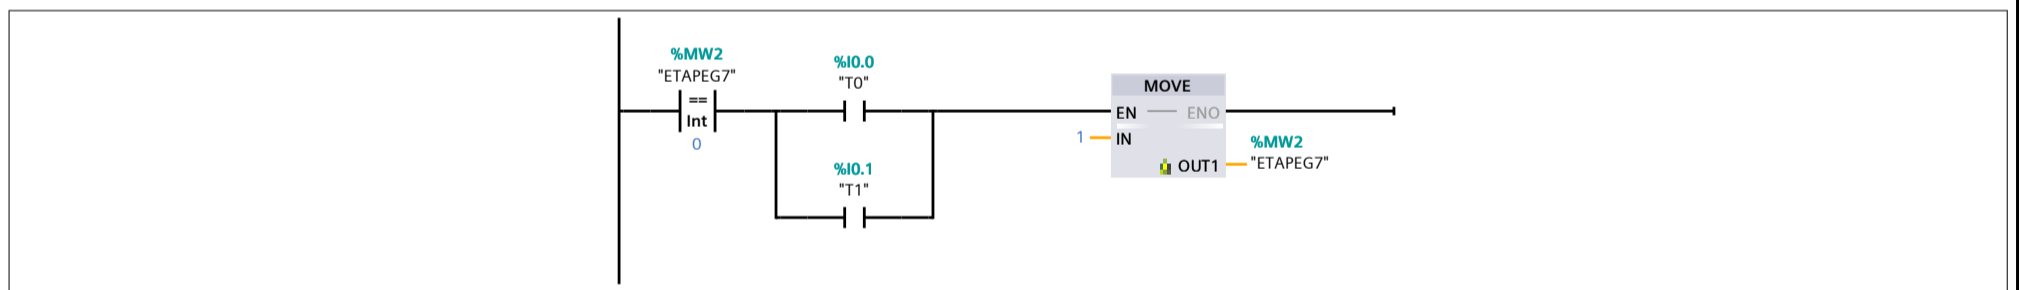 %MW2
"ETAPEG7"
==
Int
0
%I0.0
"T0"
%I0.1
"T1"
MOVE
EN ENO
1 IN
OUT1
%MW2
"ETAPEG7"